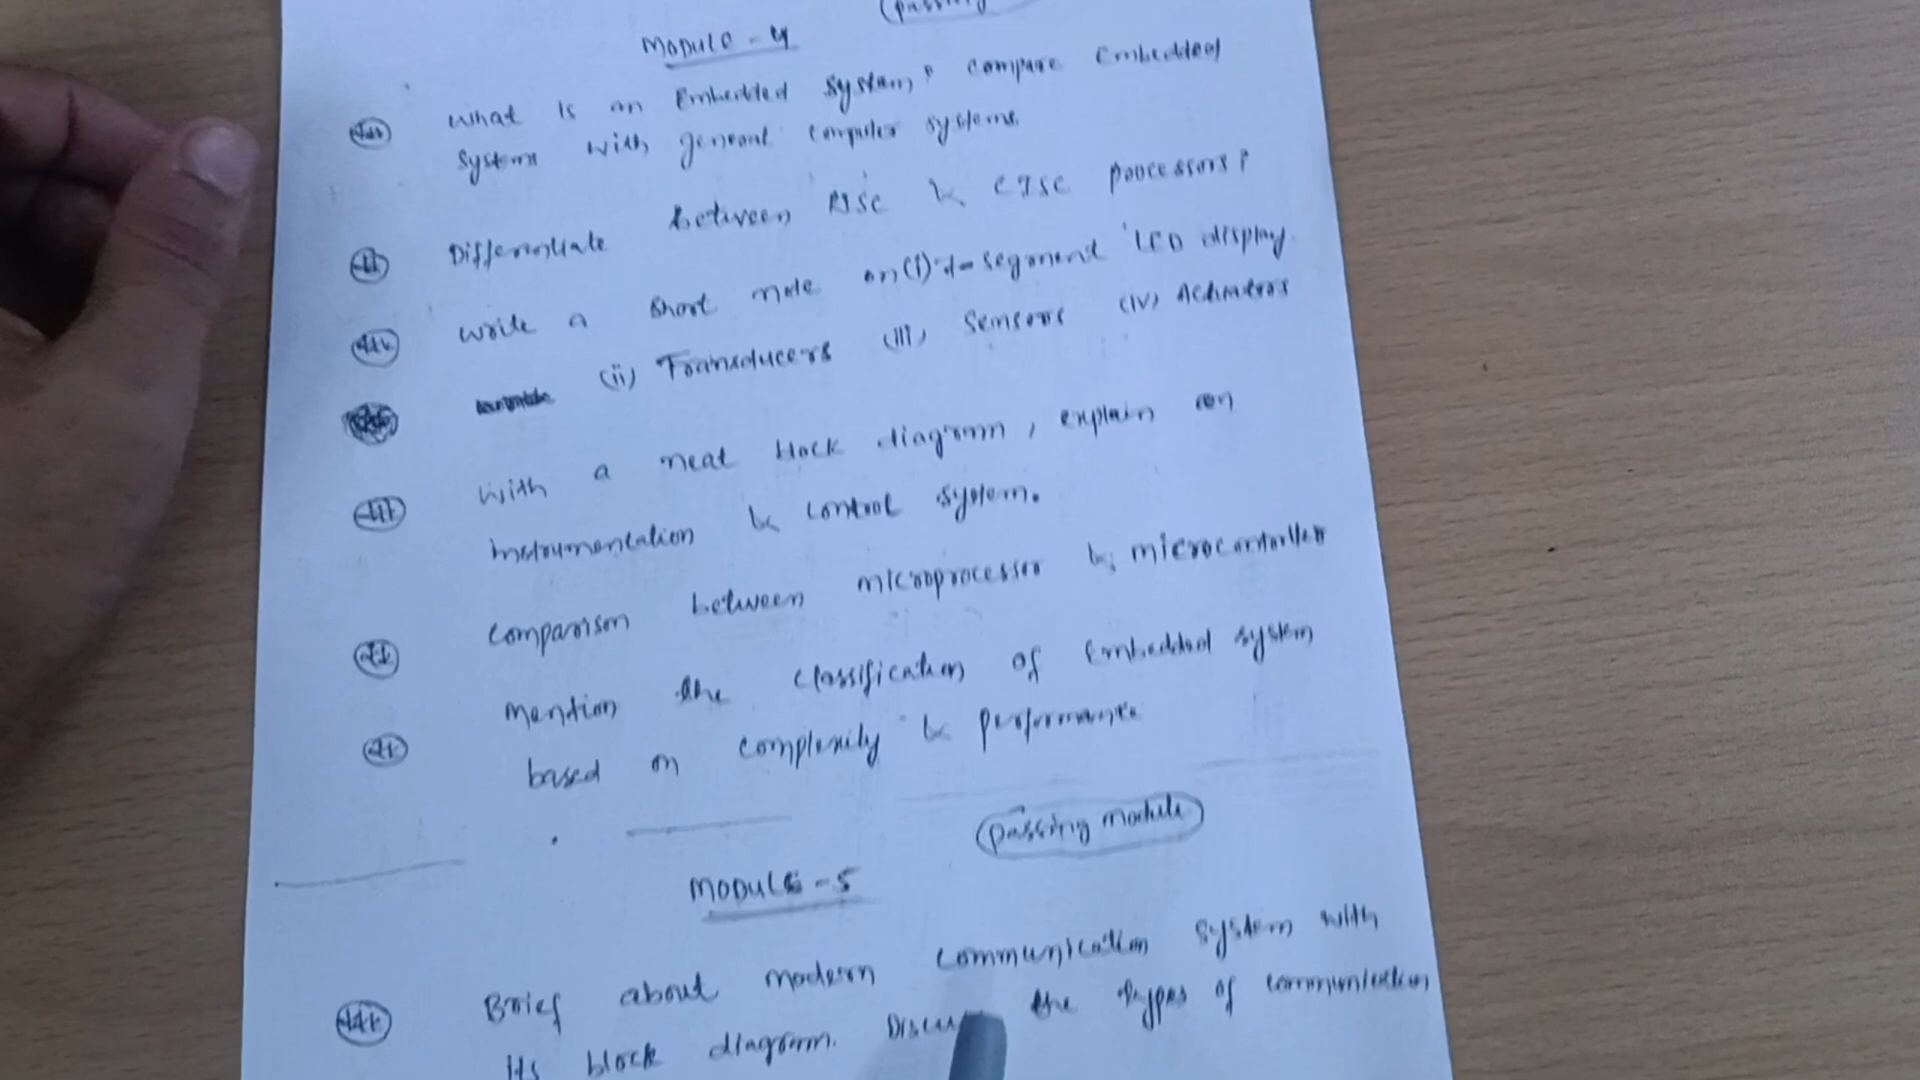 (passing
MODULE - 4
What is an Embedded system? compare Embedded
systems with general computer systems.
Differentiate between RISC & CISC processors?
Write a short note on (i) 7-segment LED display
(ii) Transducers (iii) Sensors (iv) Actuators
With a neat block diagram, explain an
instrumentation & control system.
comparison between microprocessor & microcontroller
mention the classification of Embedded system
based on complexity & performance
(passing module)
MODULE - 5
Brief about modern communication system with
its block diagram. Discuss the types of communication